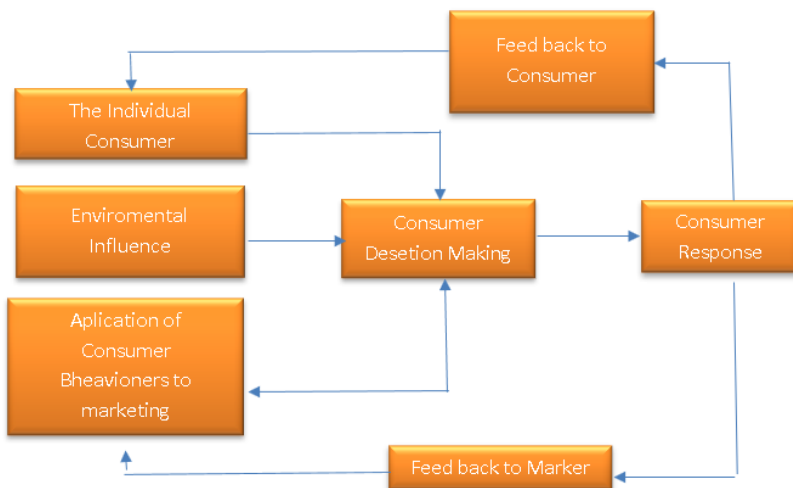 Feed back to
Consumer
The Individual
Consumer
Enviromental
Influence
Consumer
Desetion Making
Consumer
Response
Aplication of
Consumer
Bheavioners to
marketing
Feed back to Marker